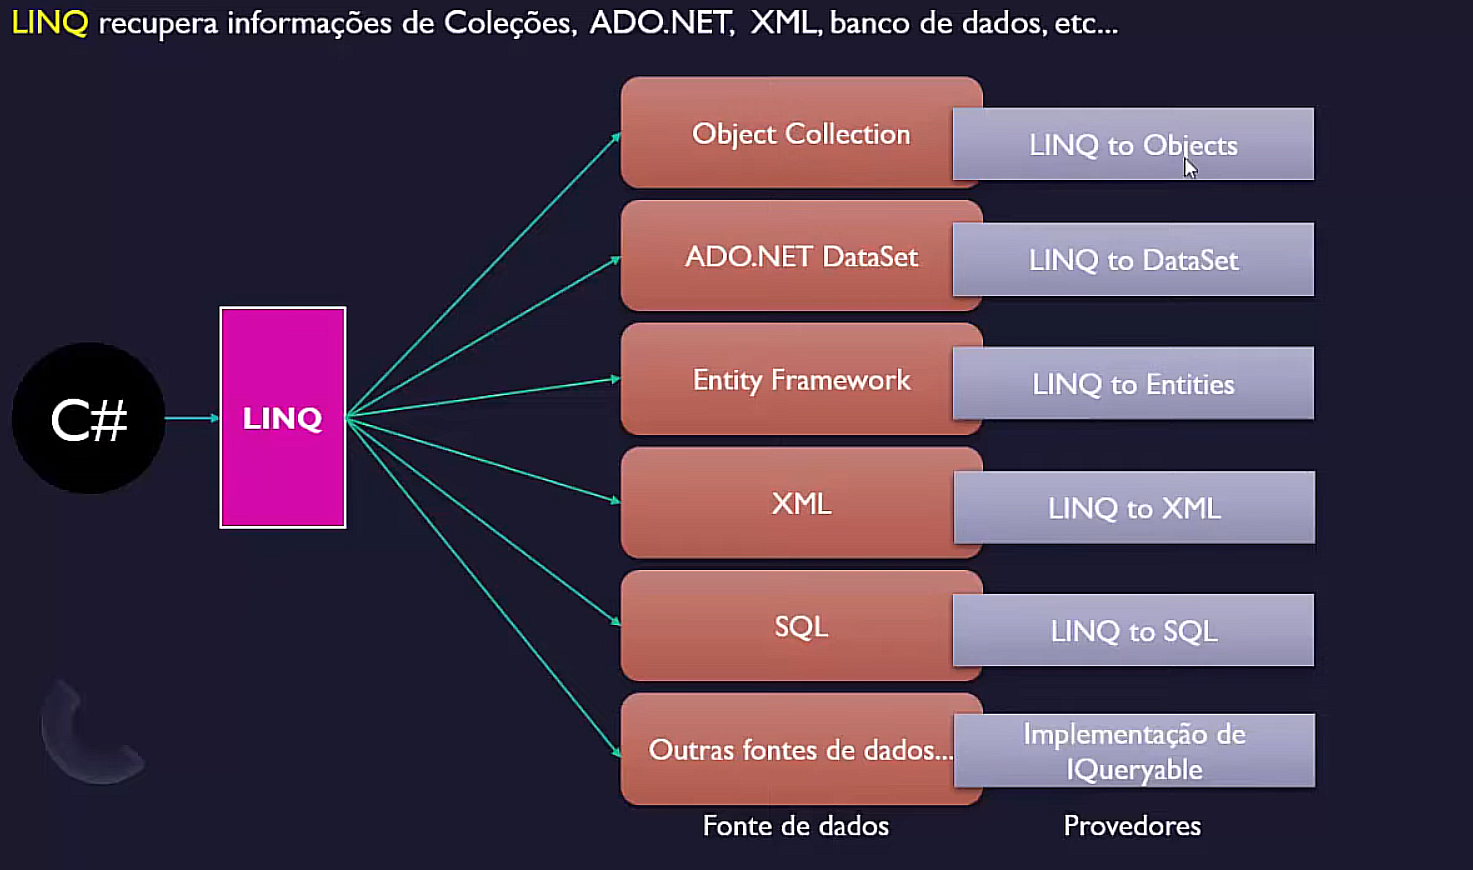 LINQ recupera informações de Coleções, ADO.NET, XML, banco de dados, etc...
Object Collection
LINQ to Objects
ADO.NET DataSet
LINQ to DataSet
Entity Framework
LINQ to Entities
C#
LINQ
XML
LINQ to XML
SQL
LINQ to SQL
Outras fontes de dados...
Implementação de
IQueryable
Fonte de dados
Provedores